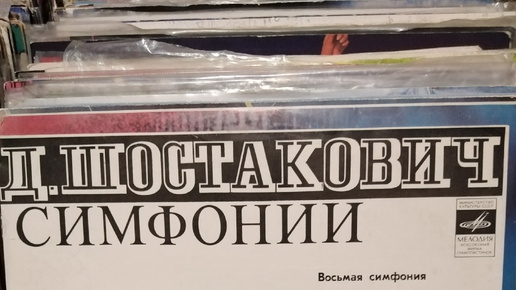 Д. ШОСТАКОВИЧ
СИМФОНИИ
МЕЛОДИЯ
Восьмая симфония